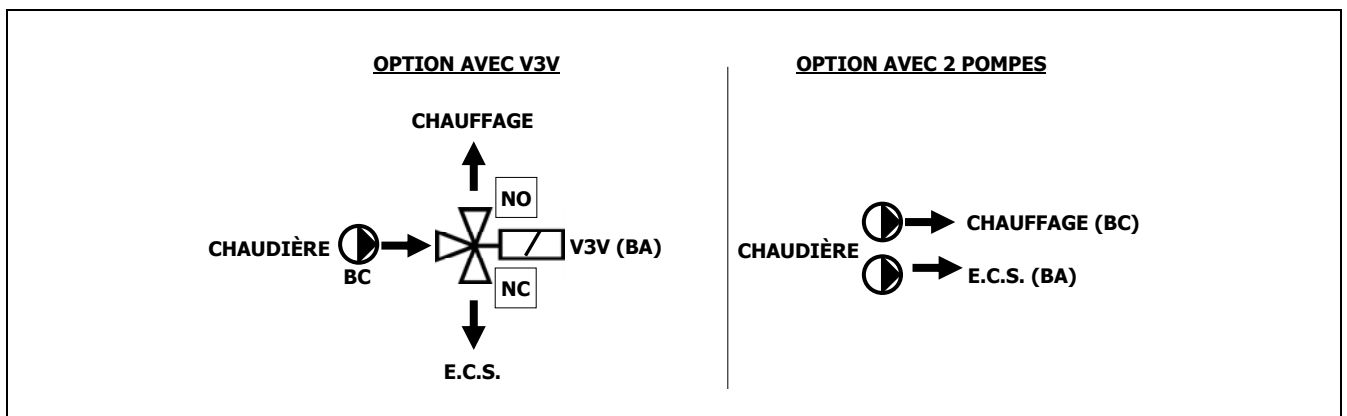 OPTION AVEC V3V
CHAUFFAGE
NO
CHAUDIÈRE
BC
V3V (BA)
NC
E.C.S.
OPTION AVEC 2 POMPES
CHAUDIÈRE
CHAUFFAGE (BC)
E.C.S. (BA)